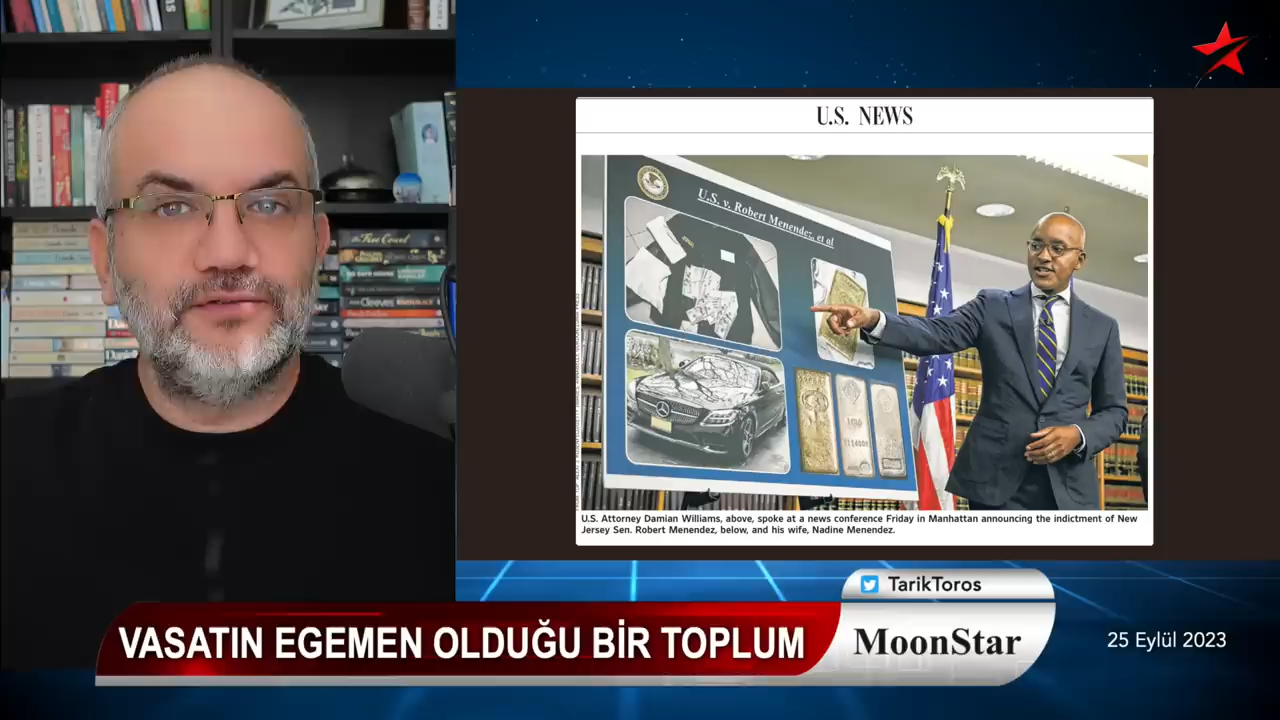 U.S. NEWS
U.S. v. Robert Menendez, et al
U.S. Attorney Damian Williams, above, spoke at a news conference Friday in Manhattan announcing the indictment of New
Jersey Sen. Robert Menendez, below, and his wife, Nadine Menendez.
TarikToros
VASATIN EGEMEN OLDUĞU BİR TOPLUM
MoonStar
25 Eylül 2023